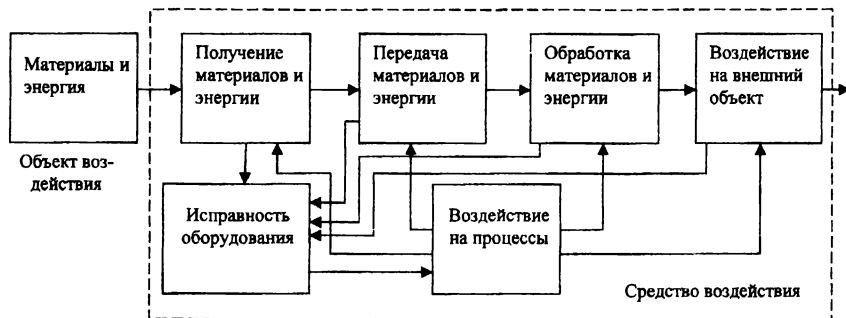 Материалы и
энергия
Объект воз-
действия
Получение
материалов и
энергии
Передача
материалов и
энергии
Обработка
материалов и
энергии
Воздействие
на внешний
объект
Исправность
оборудования
Воздействие
на процессы
Средство воздействия